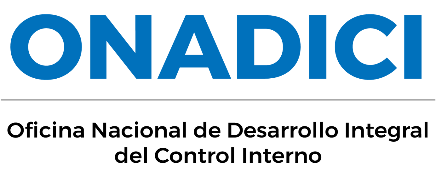 ONADICI
Oficina Nacional de Desarrollo Integral
del Control Interno